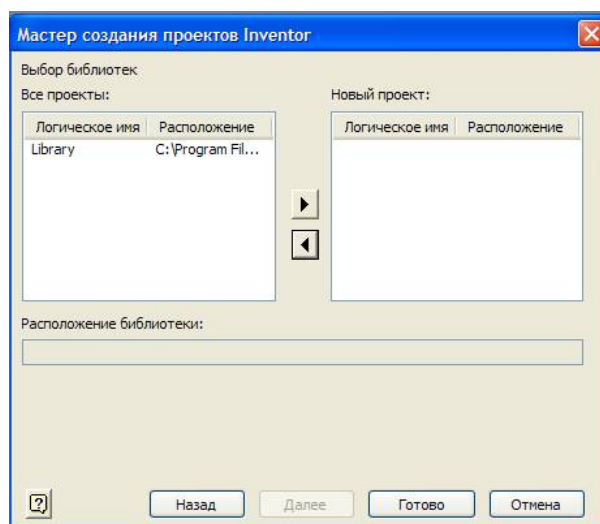 Мастер создания проектов Inventor
Выбор библиотек
Все проекты:
Новый проект:
Логическое имя Расположение
Логическое имя Расположение
Library C:\Program Fil...
Расположение библиотеки:
Назад Далее Готово Отмена